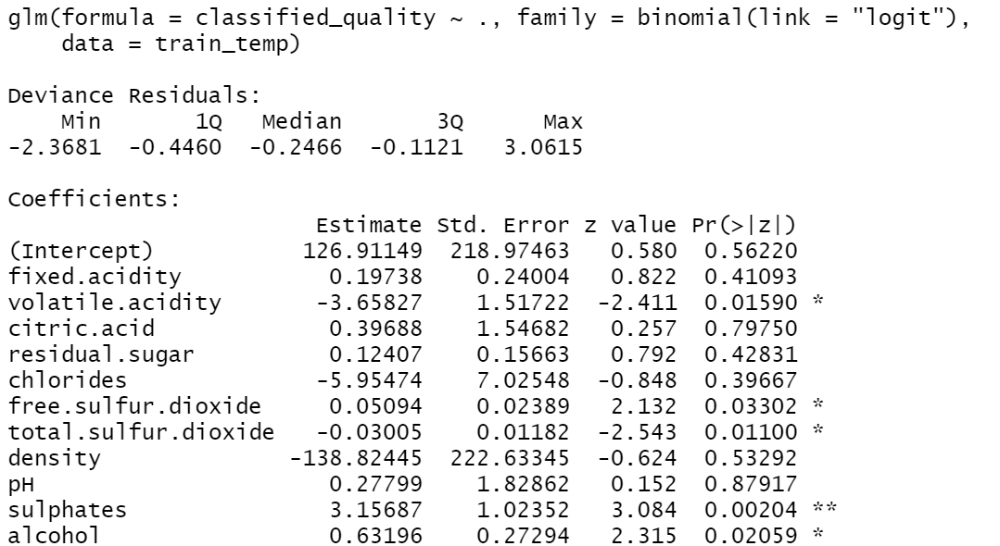 glm(formula = classified_quality ~ ., family = binomial(link = "logit"),
    data = train_temp)
Deviance Residuals:
    Min       1Q   Median       3Q      Max
-2.3681  -0.4460  -0.2466  -0.1121   3.0615
Coefficients:
                       Estimate Std. Error z value Pr(>|z|)
(Intercept)           126.91149  218.97463   0.580  0.56220
fixed.acidity           0.19738    0.24004   0.822  0.41093
volatile.acidity       -3.65827    1.51722  -2.411  0.01590 *
citric.acid             0.39688    1.54682   0.257  0.79750
residual.sugar          0.12407    0.15663   0.792  0.42831
chlorides              -5.95474    7.02548  -0.848  0.39667
free.sulfur.dioxide     0.05094    0.02389   2.132  0.03302 *
total.sulfur.dioxide   -0.03005    0.01182  -2.543  0.01100 *
density              -138.82445  222.63345  -0.624  0.53292
pH                      0.27799    1.82862   0.152  0.87917
sulphates               3.15687    1.02352   3.084  0.00204 **
alcohol                 0.63196    0.27294   2.315  0.02059 *